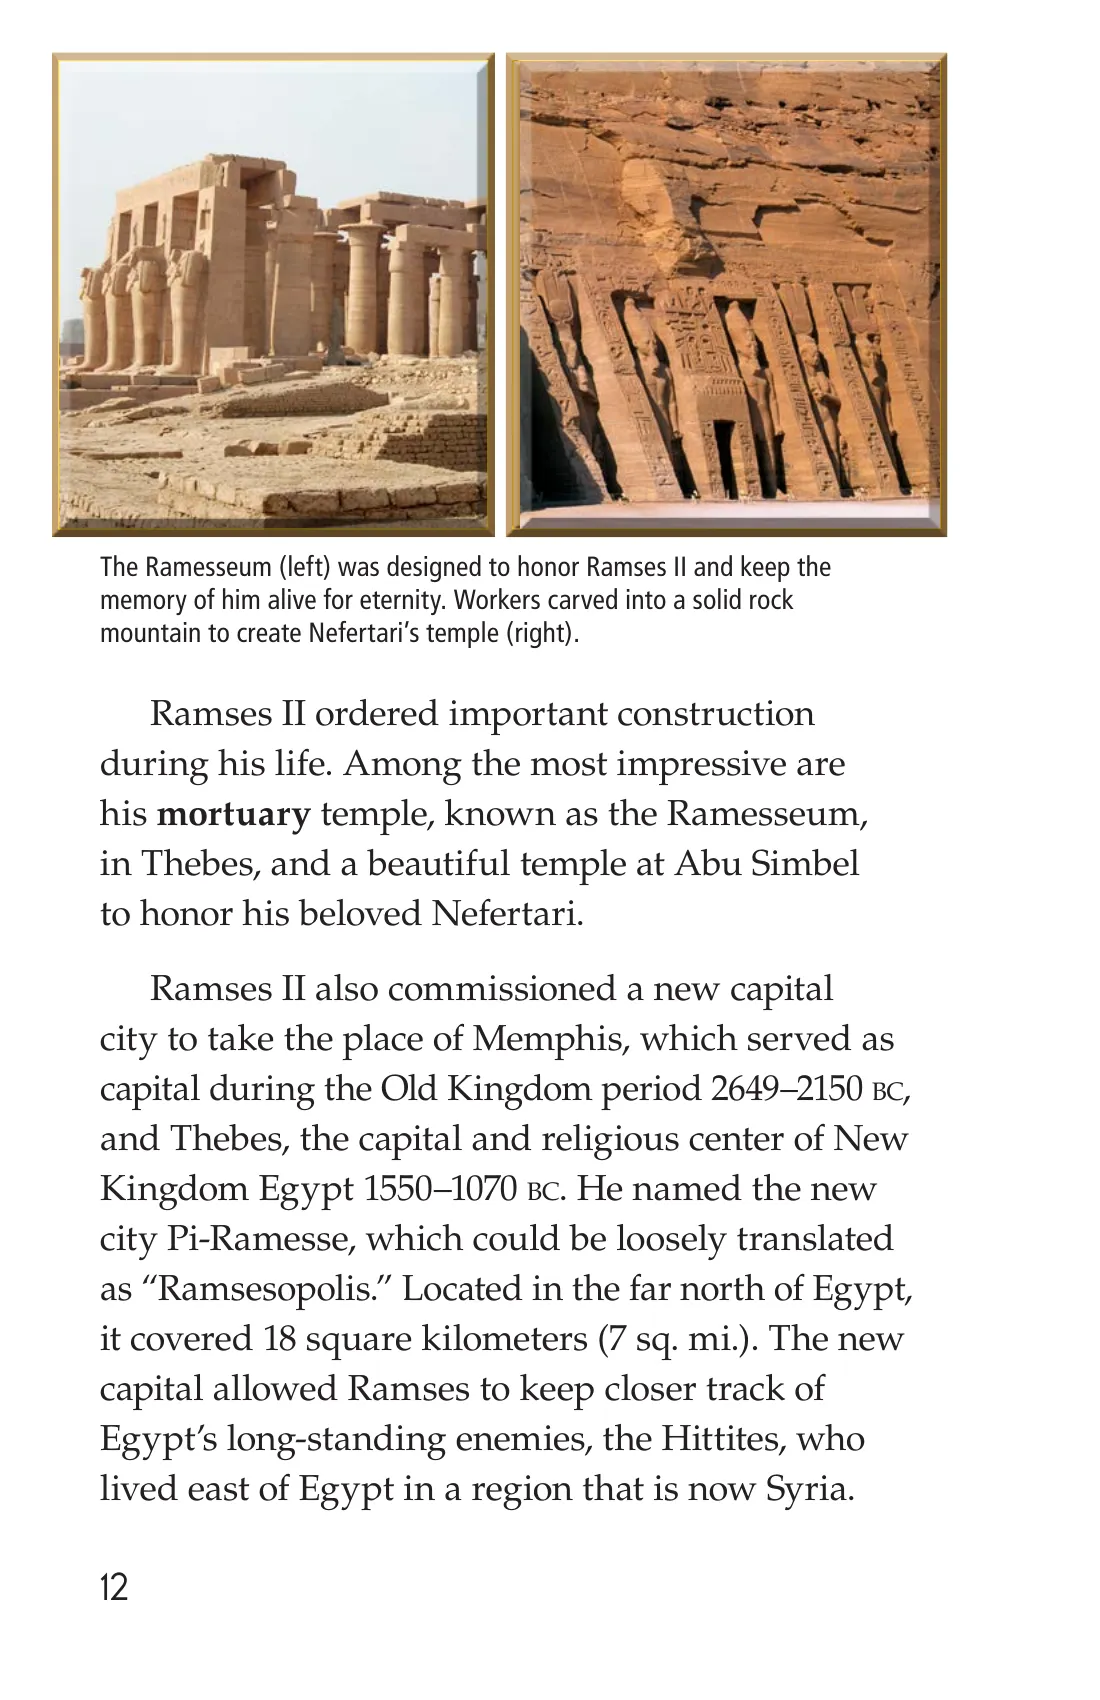 The Ramesseum (left) was designed to honor Ramses II and keep the
memory of him alive for eternity. Workers carved into a solid rock
mountain to create Nefertari’s temple (right).
Ramses II ordered important construction
during his life. Among the most impressive are
his mortuary temple, known as the Ramesseum,
in Thebes, and a beautiful temple at Abu Simbel
to honor his beloved Nefertari.
Ramses II also commissioned a new capital
city to take the place of Memphis, which served as
capital during the Old Kingdom period 2649–2150 BC,
and Thebes, the capital and religious center of New
Kingdom Egypt 1550–1070 BC. He named the new
city Pi-Ramesse, which could be loosely translated
as “Ramsesopolis.” Located in the far north of Egypt,
it covered 18 square kilometers (7 sq. mi.). The new
capital allowed Ramses to keep closer track of
Egypt’s long-standing enemies, the Hittites, who
lived east of Egypt in a region that is now Syria.
12